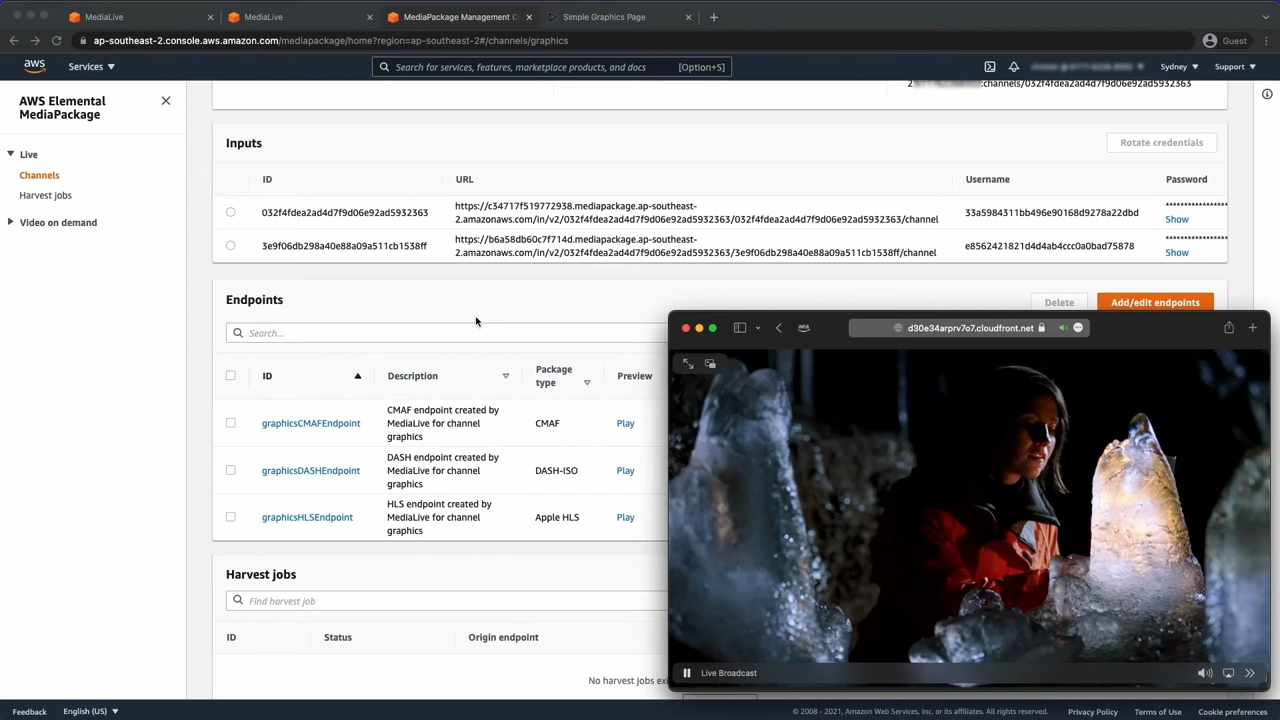 MediaLive
MediaLive
MediaPackage Management C
Simple Graphics Page
ap-southeast-2.console.aws.amazon.com/mediapackage/home?region=ap-southeast-2#/channels/graphics
Guest
aws
Services
Search for services, features, marketplace products, and docs
[Option+S]
Sydney
Support
AWS Elemental
MediaPackage
Live
Channels
Harvest jobs
Video on demand
:channels/032f4fdea2ad4d7f9d06e92ad5932363
Inputs
Rotate credentials
ID
URL
Username
Password
032f4fdea2ad4d7f9d06e92ad5932363
https://c34717f519772938.mediapackage.ap-southeast-
2.amazonaws.com/in/v2/032f4fdea2ad4d7f9d06e92ad5932363/032f4fdea2ad4d7f9d06e92ad5932363/channel
33a5984311bb496e90168d9278a22dbd
*****************
Show
3e9f06db298a40e88a09a511cb1538ff
https://b6a58db60c7f714d.mediapackage.ap-southeast-
2.amazonaws.com/in/v2/032f4fdea2ad4d7f9d06e92ad5932363/3e9f06db298a40e88a09a511cb1538ff/channel
e8562421821d4d4ab4ccc0a0bad75878
*****************
Show
Endpoints
Delete
Add/edit endpoints
Search...
ID
Description
Package
type
Preview
graphicsCMAFEndpoint
CMAF endpoint created by
MediaLive for channel
graphics
CMAF
Play
graphicsDASHEndpoint
DASH endpoint created by
MediaLive for channel
graphics
DASH-ISO
Play
graphicsHLSEndpoint
HLS endpoint created by
MediaLive for channel
graphics
Apple HLS
Play
Harvest jobs
Find harvest job
ID
Status
Origin endpoint
No harvest jobs exi
d30e34arprv7o7.cloudfront.net
Live Broadcast
Feedback
English (US)
© 2008 - 2021, Amazon Web Services, Inc. or its affiliates. All rights reserved.
Privacy Policy
Terms of Use
Cookie preferences